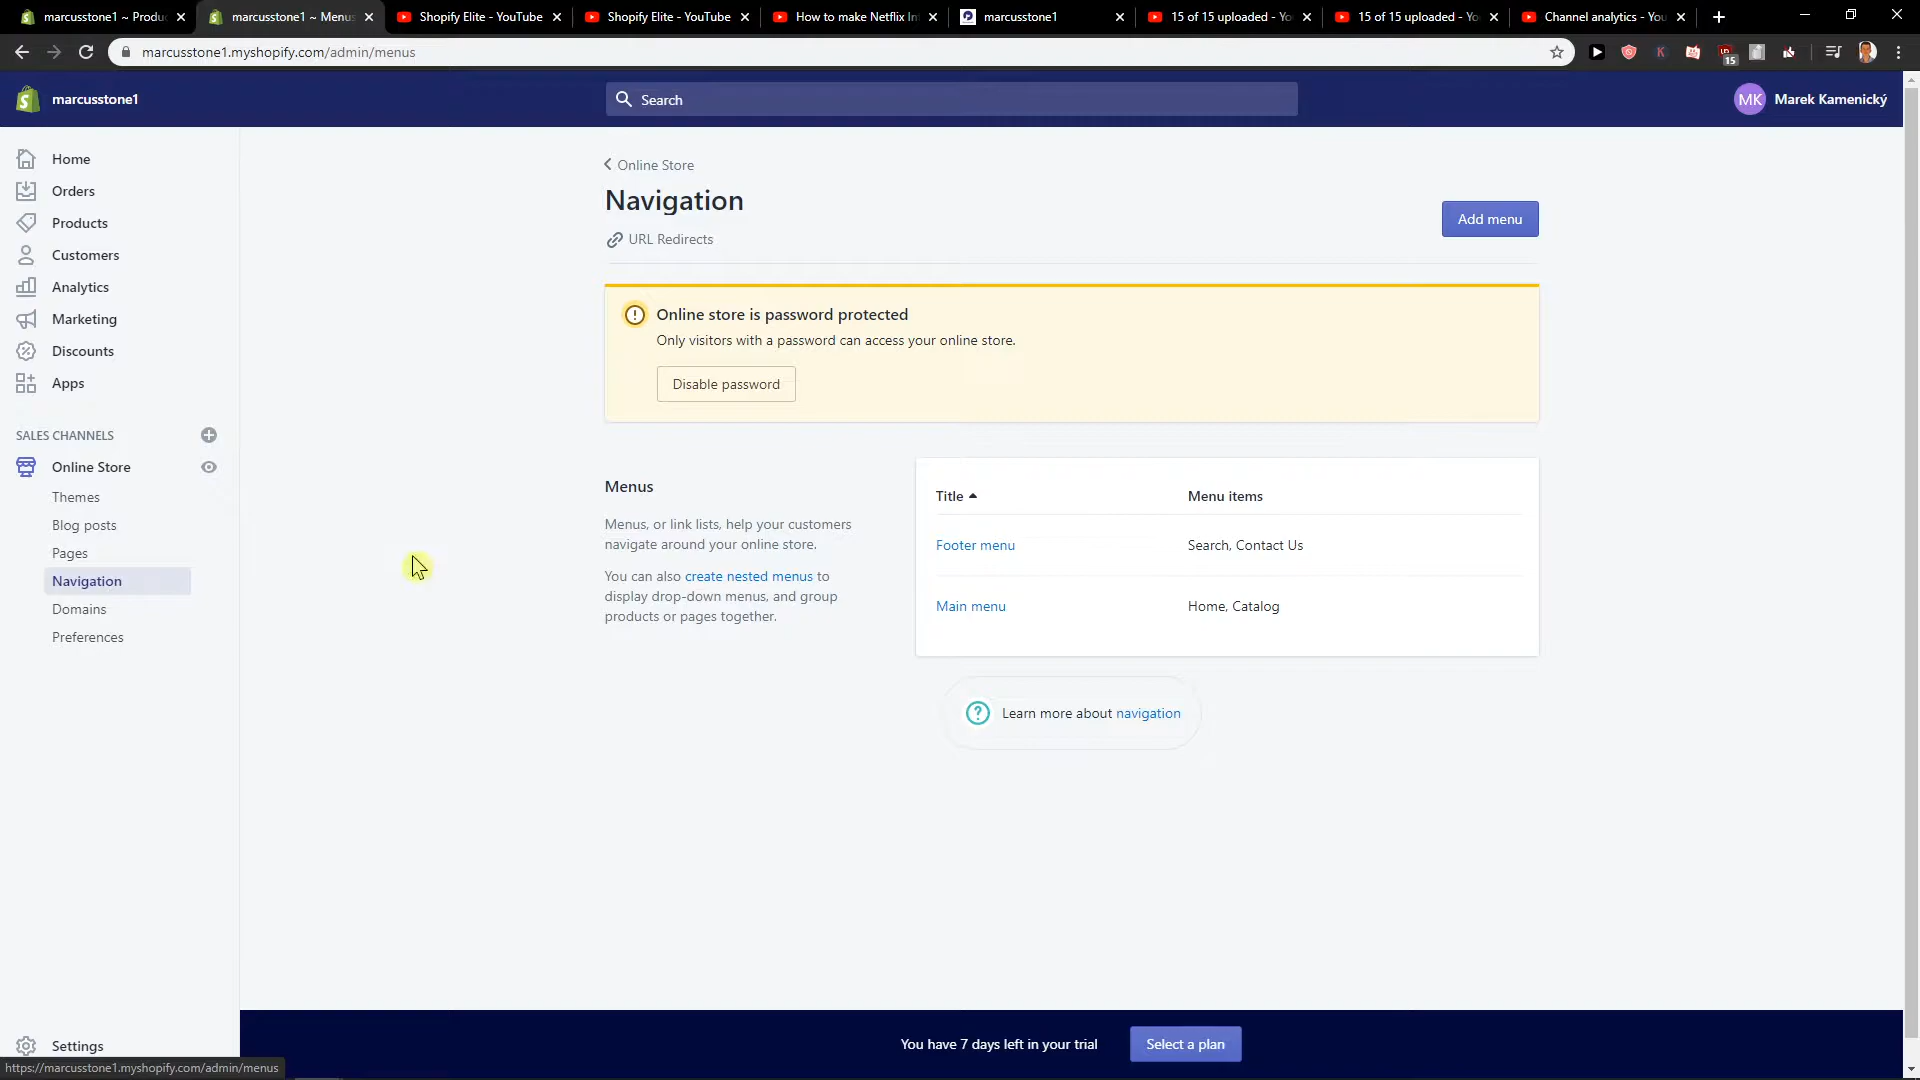 marcusstone1 ~ Produ
marcusstone1 ~ Menus
Shopify Elite - YouTube
Shopify Elite - YouTube
How to make Netflix In
marcusstone1
15 of 15 uploaded - Yo
15 of 15 uploaded - Yo
Channel analytics - You
marcusstone1.myshopify.com/admin/menus
15
marcusstone1
Search
MK
Marek Kamenický
Home
Orders
Products
Customers
Analytics
Marketing
Discounts
Apps
SALES CHANNELS
Online Store
Themes
Blog posts
Pages
Navigation
Domains
Preferences
Settings
https://marcusstone1.myshopify.com/admin/menus
Online Store
Navigation
URL Redirects
Add menu
Online store is password protected
Only visitors with a password can access your online store.
Disable password
Menus
Menus, or link lists, help your customers
navigate around your online store.
You can also create nested menus to
display drop-down menus, and group
products or pages together.
Title
Menu items
Footer menu
Search, Contact Us
Main menu
Home, Catalog
Learn more about navigation
You have 7 days left in your trial
Select a plan